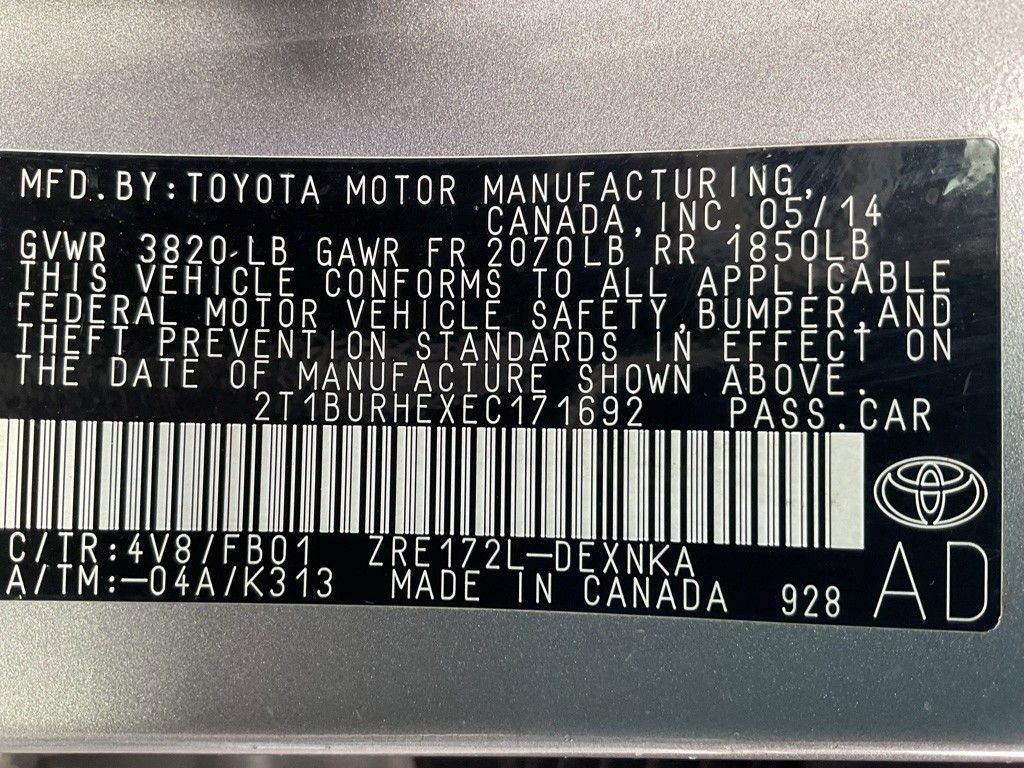 MFD.BY:TOYOTA MOTOR MANUFACTURING,
CANADA,INC. 05/14
GVWR 3820 LB GAWR FR 2070LB RR 1850LB
THIS VEHICLE CONFORMS TO ALL APPLICABLE
FEDERAL MOTOR VEHICLE SAFETY,BUMPER,AND
THEFT PREVENTION STANDARDS IN EFFECT ON
THE DATE OF MANUFACTURE SHOWN ABOVE.
2T1BURHEXEC171692 PASS.CAR
C/TR:4V8/FB01 ZRE172L-DEXNKA
A/TM:-04A/K313 MADE IN CANADA 928
AD